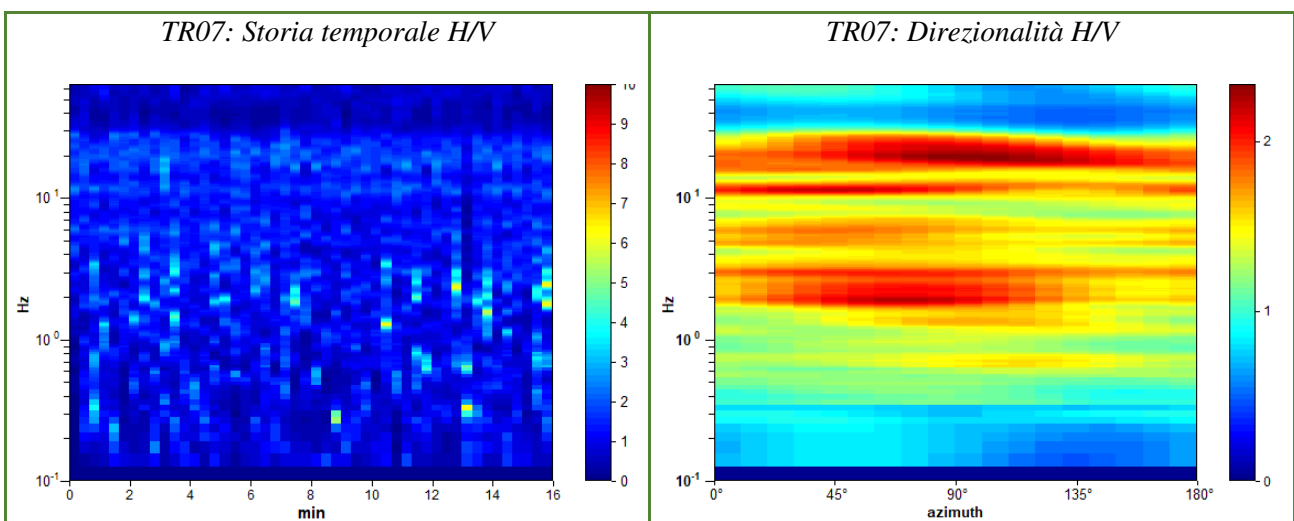 TR07: Storia temporale H/V
TR07: Direzionalità H/V
10
9
8
7
6
5
4
3
2
1
0
10¹
10⁰
10⁻¹
Hz
0 2 4 6 8 10 12 14 16
min
2
1
0
10¹
10⁰
10⁻¹
Hz
0° 45° 90° 135° 180°
azimuth